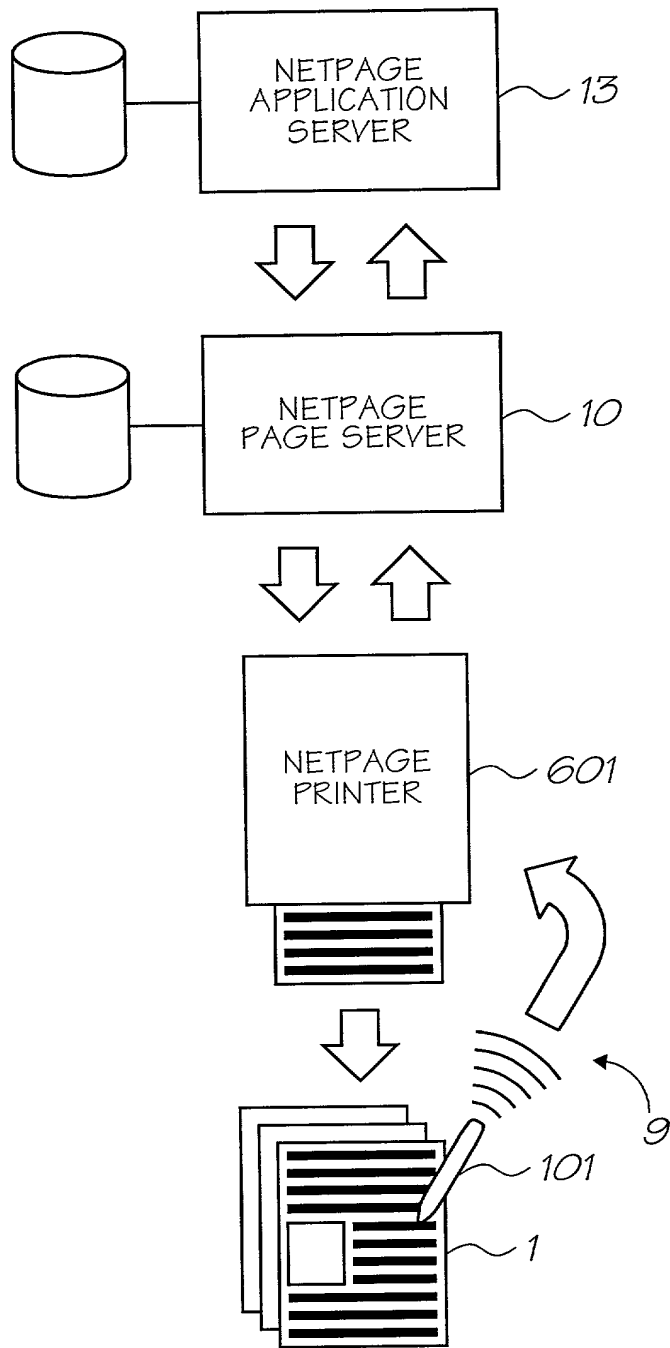 NETPAGE
APPLICATION
SERVER
13
NETPAGE
PAGE SERVER
10
NETPAGE
PRINTER
601
9
101
1